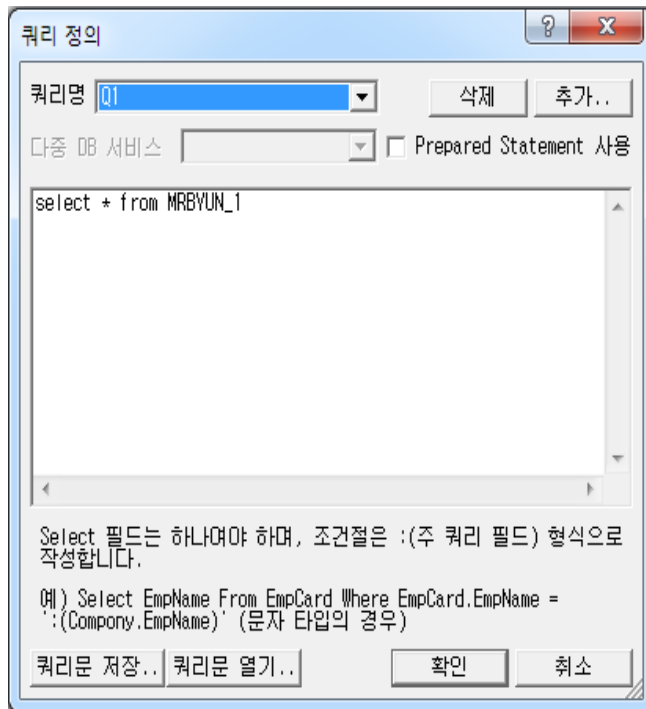 쿼리 정의
쿼리명 Q1 삭제 추가..
다중 DB 서비스 Prepared Statement 사용
select * from MRBYUN_1
Select 필드는 하나여야 하며, 조건절은 :(주 쿼리 필드) 형식으로
작성합니다.
예) Select EmpName From EmpCard Where EmpCard.EmpName =
':(Compony.EmpName)' (문자 타입의 경우)
쿼리문 저장.. 쿼리문 열기.. 확인 취소